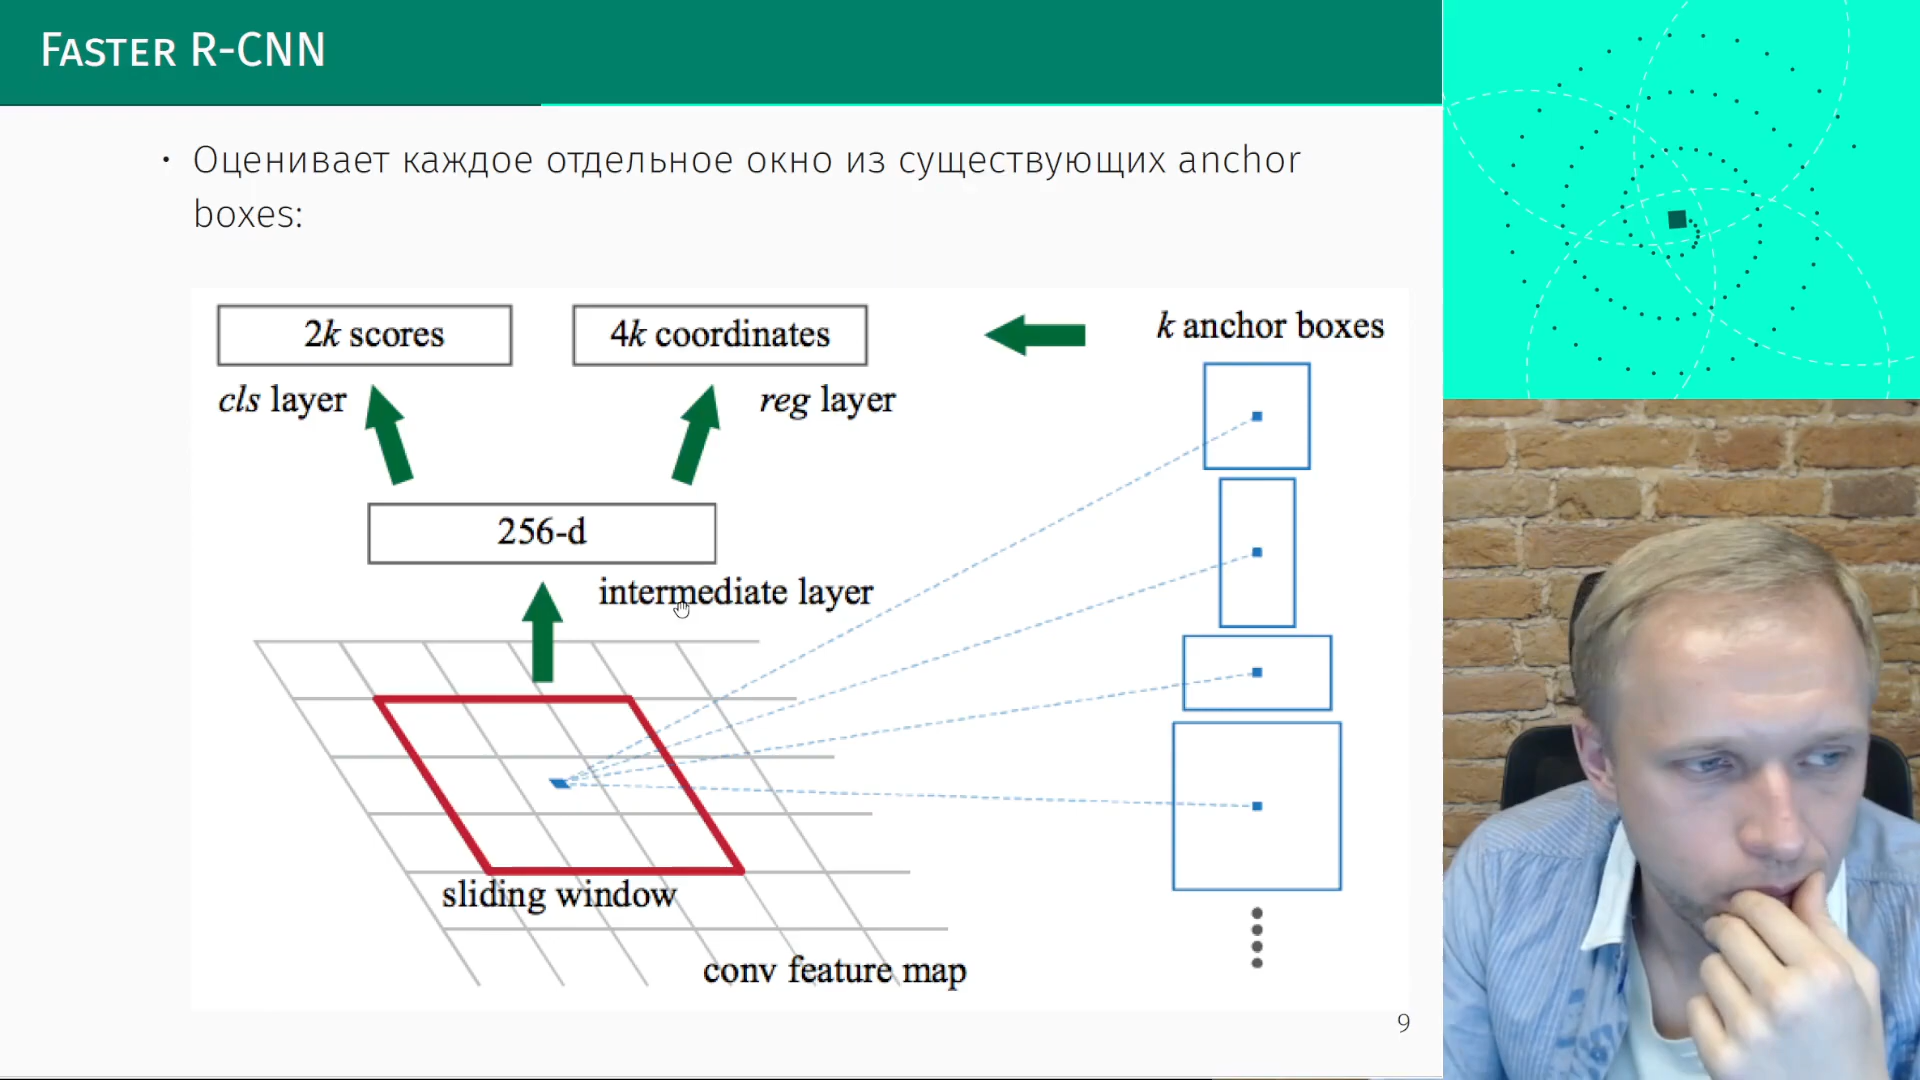 FASTER R-CNN
• Оценивает каждое отдельное окно из существующих anchor
boxes:
2k scores
4k coordinates
k anchor boxes
cls layer
reg layer
256-d
intermediate layer
sliding window
conv feature map
9